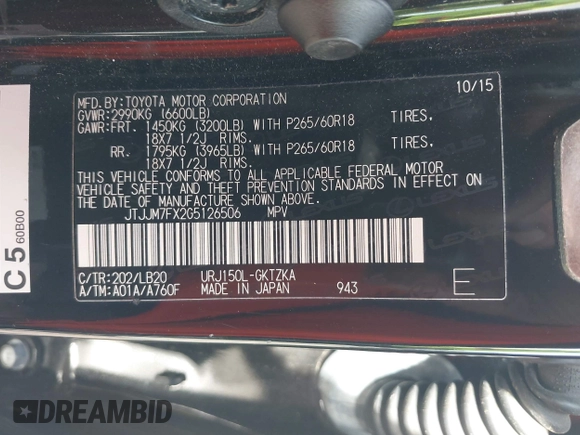 10/15
MFD.BY:TOYOTA MOTOR CORPORATION
GVWR:2990KG (6600LB)
GAWR:FRT. 1450KG (3200LB) WITH P265/60R18 TIRES.
18X7 1/2J RIMS.
RR. 1795KG (3965LB) WITH P265/60R18 TIRES.
18X7 1/2J RIMS.
THIS VEHICLE CONFORMS TO ALL APPLICABLE FEDERAL MOTOR
VEHICLE SAFETY AND THEFT PREVENTION STANDARDS IN EFFECT ON
THE DATE OF MANUFACTURE SHOWN ABOVE.
JTJJM7FX2G5126506 MPV
C/TR:202/LB20 URJ150L-GKTZKA
A/TM:A01A/A760F MADE IN JAPAN 943 E
C5 60B00
DREAMBID